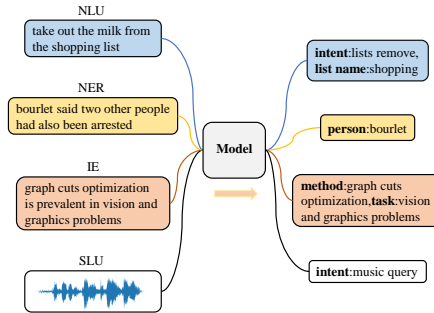 NLU
take out the milk from
the shopping list
NER
bourlet said two other people
had also been arrested
IE
graph cuts optimization
is prevalent in vision and
graphics problems
SLU
Model
intent:lists remove,
list name:shopping
person:bourlet
method:graph cuts
optimization,task:vision
and graphics problems
intent:music query